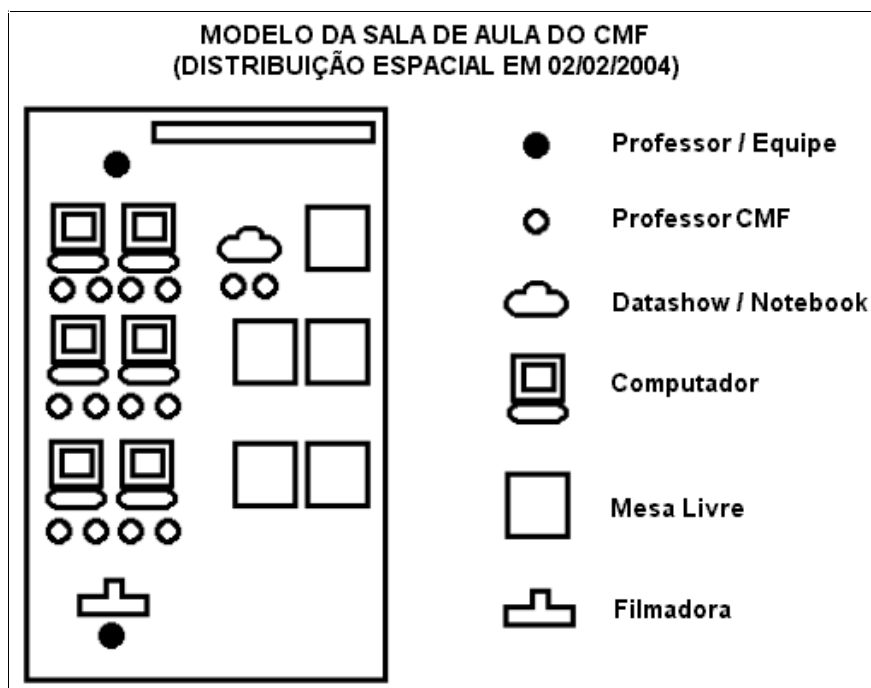 MODELO DA SALA DE AULA DO CMF
(DISTRIBUIÇÃO ESPACIAL EM 02/02/2004)
Professor / Equipe
Professor CMF
Datashow / Notebook
Computador
Mesa Livre
Filmadora